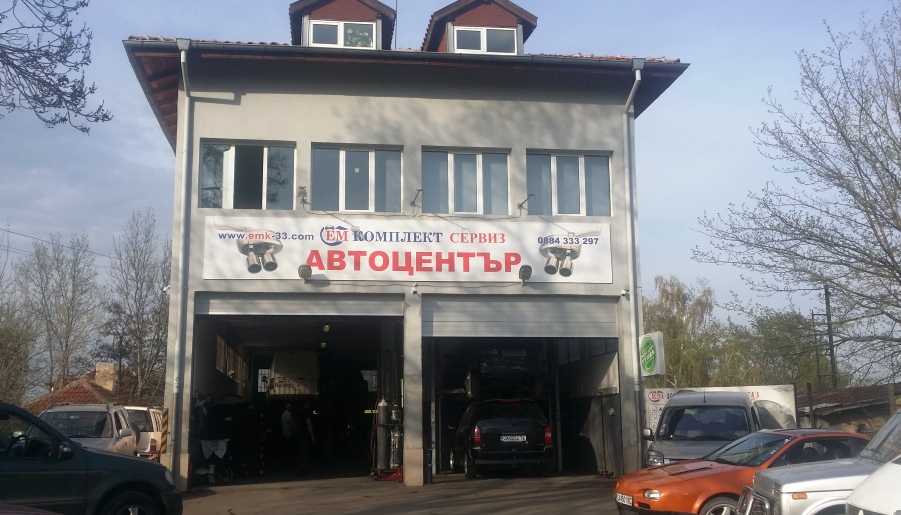 www.emk-33.com ЕМ КОМПЛЕКТ СЕРВИЗ 0884 333 297
АВТОЦЕНТЪР